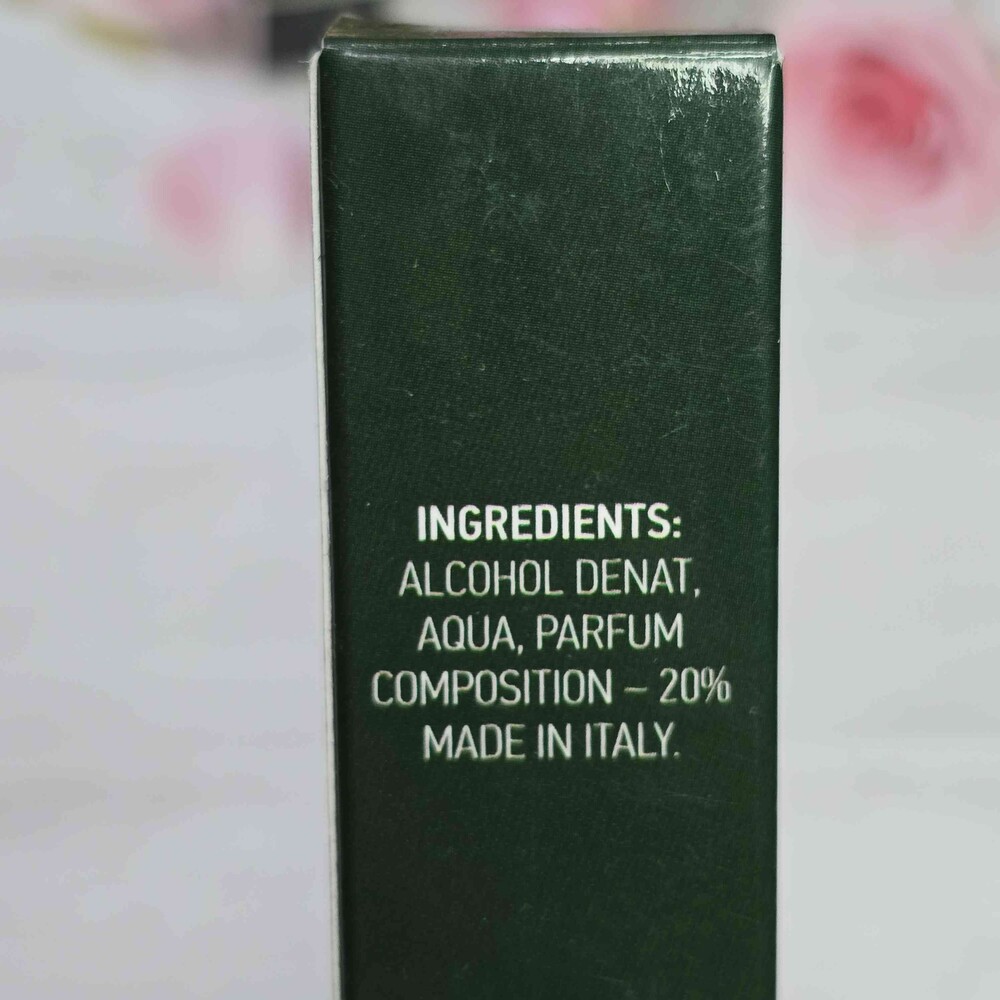 INGREDIENTS:
ALCOHOL DENAT,
AQUA, PARFUM
COMPOSITION – 20%
MADE IN ITALY.